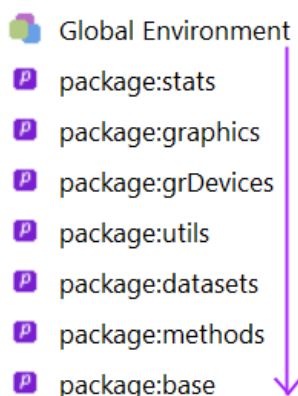 Global Environment
P package:stats
P package:graphics
P package:grDevices
P package:utils
P package:datasets
P package:methods
P package:base